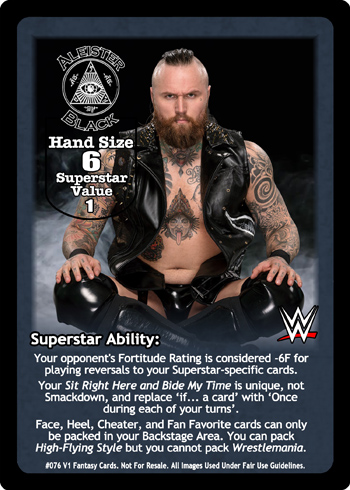 ALEISTER
BLACK
Hand Size
6
Superstar
Value
1
W
Superstar Ability:
Your opponent's Fortitude Rating is considered -6F for
playing reversals to your Superstar-specific cards.
Your Sit Right Here and Bide My Time is unique, not
Smackdown, and replace 'if... a card' with 'Once
during each of your turns'.
Face, Heel, Cheater, and Fan Favorite cards can only
be packed in your Backstage Area. You can pack
High-Flying Style but you cannot pack Wrestlemania.
#076 V1 Fantasy Cards. Not For Resale. All Images Used Under Fair Use Guidelines.